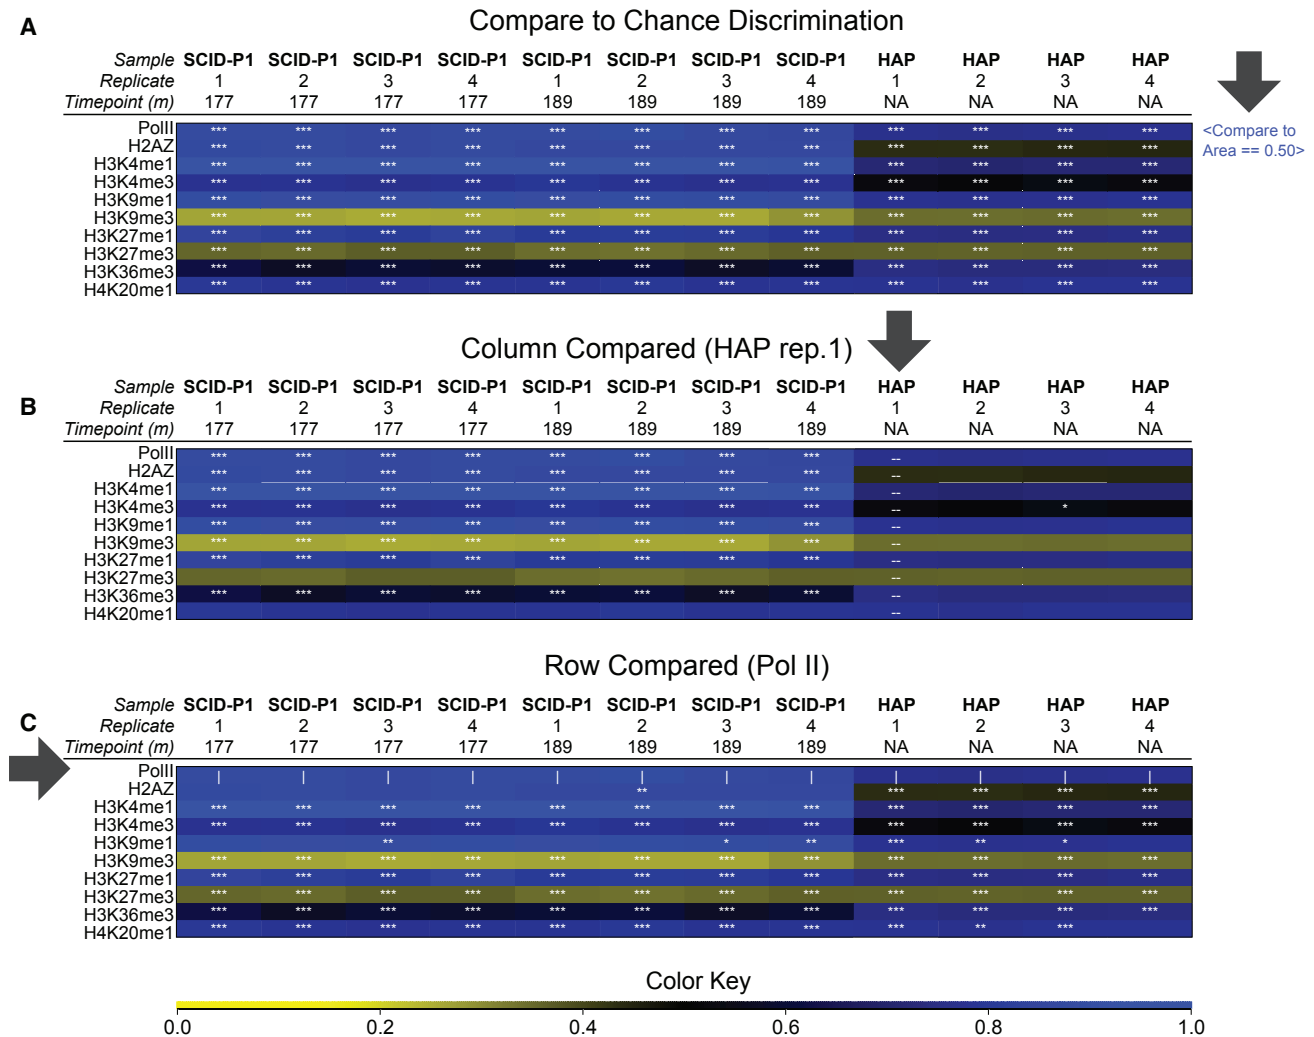 A
Compare to Chance Discrimination
Sample SCID-P1 SCID-P1 SCID-P1 SCID-P1 SCID-P1 SCID-P1 SCID-P1 SCID-P1 HAP HAP HAP HAP
Replicate 1 2 3 4 1 2 3 4 1 2 3 4
Timepoint (m) 177 177 177 177 189 189 189 189 NA NA NA NA
<Compare to
Area == 0.50>
PolII *** *** *** *** *** *** *** *** *** *** *** ***
H2AZ *** *** *** *** *** *** *** *** *** *** *** ***
H3K4me1 *** *** *** *** *** *** *** *** *** *** *** ***
H3K4me3 *** *** *** *** *** *** *** *** *** *** *** ***
H3K9me1 *** *** *** *** *** *** *** *** *** *** *** ***
H3K9me3 *** *** *** *** *** *** *** *** *** *** *** ***
H3K27me1 *** *** *** *** *** *** *** *** *** *** *** ***
H3K27me3 *** *** *** *** *** *** *** *** *** *** *** ***
H3K36me3 *** *** *** *** *** *** *** *** *** *** *** ***
H4K20me1 *** *** *** *** *** *** *** *** *** *** *** ***
Column Compared (HAP rep.1)
B
Sample SCID-P1 SCID-P1 SCID-P1 SCID-P1 SCID-P1 SCID-P1 SCID-P1 SCID-P1 HAP HAP HAP HAP
Replicate 1 2 3 4 1 2 3 4 1 2 3 4
Timepoint (m) 177 177 177 177 189 189 189 189 NA NA NA NA
PolII *** *** *** *** *** *** *** *** --
H2AZ *** *** *** *** *** *** *** *** --
H3K4me1 *** *** *** *** *** *** *** *** --
H3K4me3 *** *** *** *** *** *** *** *** -- *
H3K9me1 *** *** *** *** *** *** *** *** --
H3K9me3 *** *** *** *** *** *** *** *** --
H3K27me1 *** *** *** *** *** *** *** *** --
H3K27me3 --
H3K36me3 *** *** *** *** *** *** *** *** --
H4K20me1 --
Row Compared (Pol II)
C
Sample SCID-P1 SCID-P1 SCID-P1 SCID-P1 SCID-P1 SCID-P1 SCID-P1 SCID-P1 HAP HAP HAP HAP
Replicate 1 2 3 4 1 2 3 4 1 2 3 4
Timepoint (m) 177 177 177 177 189 189 189 189 NA NA NA NA
PolII | | | | | | | | | | | |
H2AZ ** *** *** *** ***
H3K4me1 *** *** *** *** *** *** *** *** *** *** *** ***
H3K4me3 *** *** *** *** *** *** *** *** *** *** *** ***
H3K9me1 ** * ** *** ** *
H3K9me3 *** *** *** *** *** *** *** *** *** *** *** ***
H3K27me1 *** *** *** *** *** *** *** *** *** *** *** ***
H3K27me3 *** *** *** *** *** *** *** *** *** *** *** ***
H3K36me3 *** *** *** *** *** *** *** *** *** *** *** ***
H4K20me1 *** *** *** *** *** *** *** *** *** ** ***
Color Key
0.0 0.2 0.4 0.6 0.8 1.0